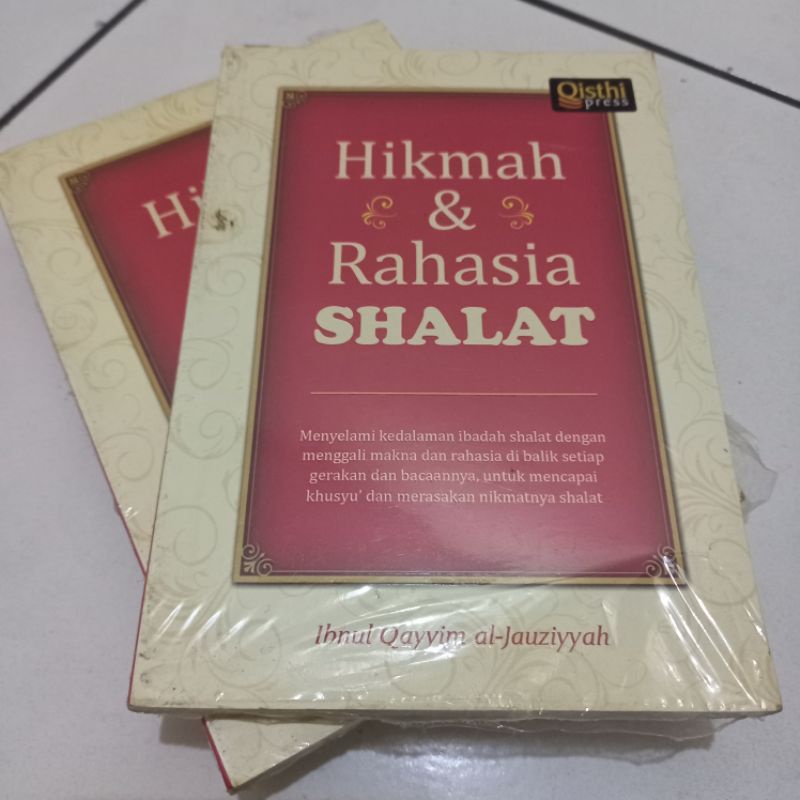 Qisthi
press
Hikmah
&
Rahasia
SHALAT
Menyelami kedalaman ibadah shalat dengan
menggali makna dan rahasia di balik setiap
gerakan dan bacaannya, untuk mencapai
khusyu' dan merasakan nikmatnya shalat
Ibnul Qayyim al-Jauziyyah
Hi